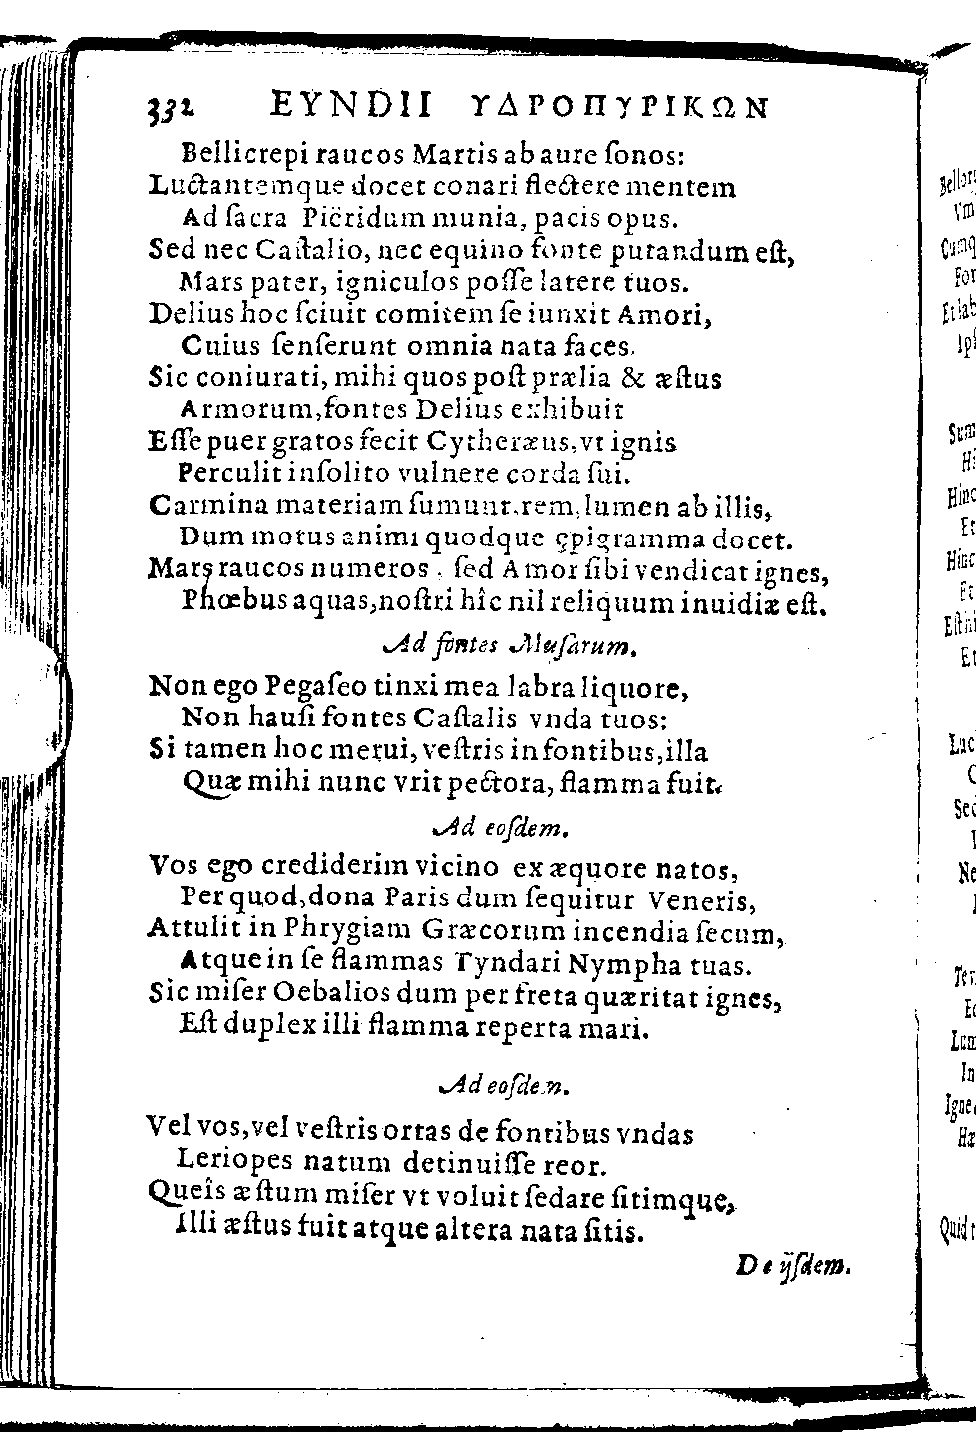 332 EYNDII ΥΔΡΟΠΥΡΙΚΩΝ
Bellicrepi raucos Martis ab aure ſonos:
Luctantemque docet conari flectere mentem
Ad ſacra Piëridum munia, pacis opus.
Sed nec Caſtalio, nec equino fonte putandum eſt,
Mars pater, igniculos poſſe latere tuos.
Delius hoc ſciuit comitem ſe iunxit Amori,
Cuius ſenſerunt omnia nata faces.
Sic coniurati, mihi quos poſt prælia & æſtus
Armorum, fontes Delius exhibuit
Eſſe puer gratos fecit Cytheræus, vt ignis
Perculit inſolito vulnere corda ſui.
Carmina materiam ſumunt, rem, lumen ab illis,
Dum motus animi quodque epigramma docet.
Mars raucos numeros, ſed Amor ſibi vendicat ignes,
Phœbus aquas, noſtri hîc nil reliquum inuidiæ eſt.
Ad fontes Muſarum.
Non ego Pegaſeo tinxi mea labra liquore,
Non hauſi fontes Caſtalis vnda tuos:
Si tamen hoc merui, veſtris in fontibus, illa
Quæ mihi nunc vrit pectora, flamma fuit.
Ad eoſdem.
Vos ego crediderim vicino ex æquore natos,
Per quod, dona Paris dum ſequitur Veneris,
Attulit in Phrygiam Græcorum incendia ſecum,
Atque in ſe flammas Tyndari Nympha tuas.
Sic miſer Oebalios dum per freta quæritat ignes,
Eſt duplex illi flamma reperta mari.
Ad eoſdem.
Vel vos, vel veſtris ortas de fontibus vndas
Leriopes natum detinuiſſe reor.
Queîs æſtum miſer vt voluit ſedare ſitimque,
Illi æſtus fuit atque altera nata ſitis.
De ijſdem.